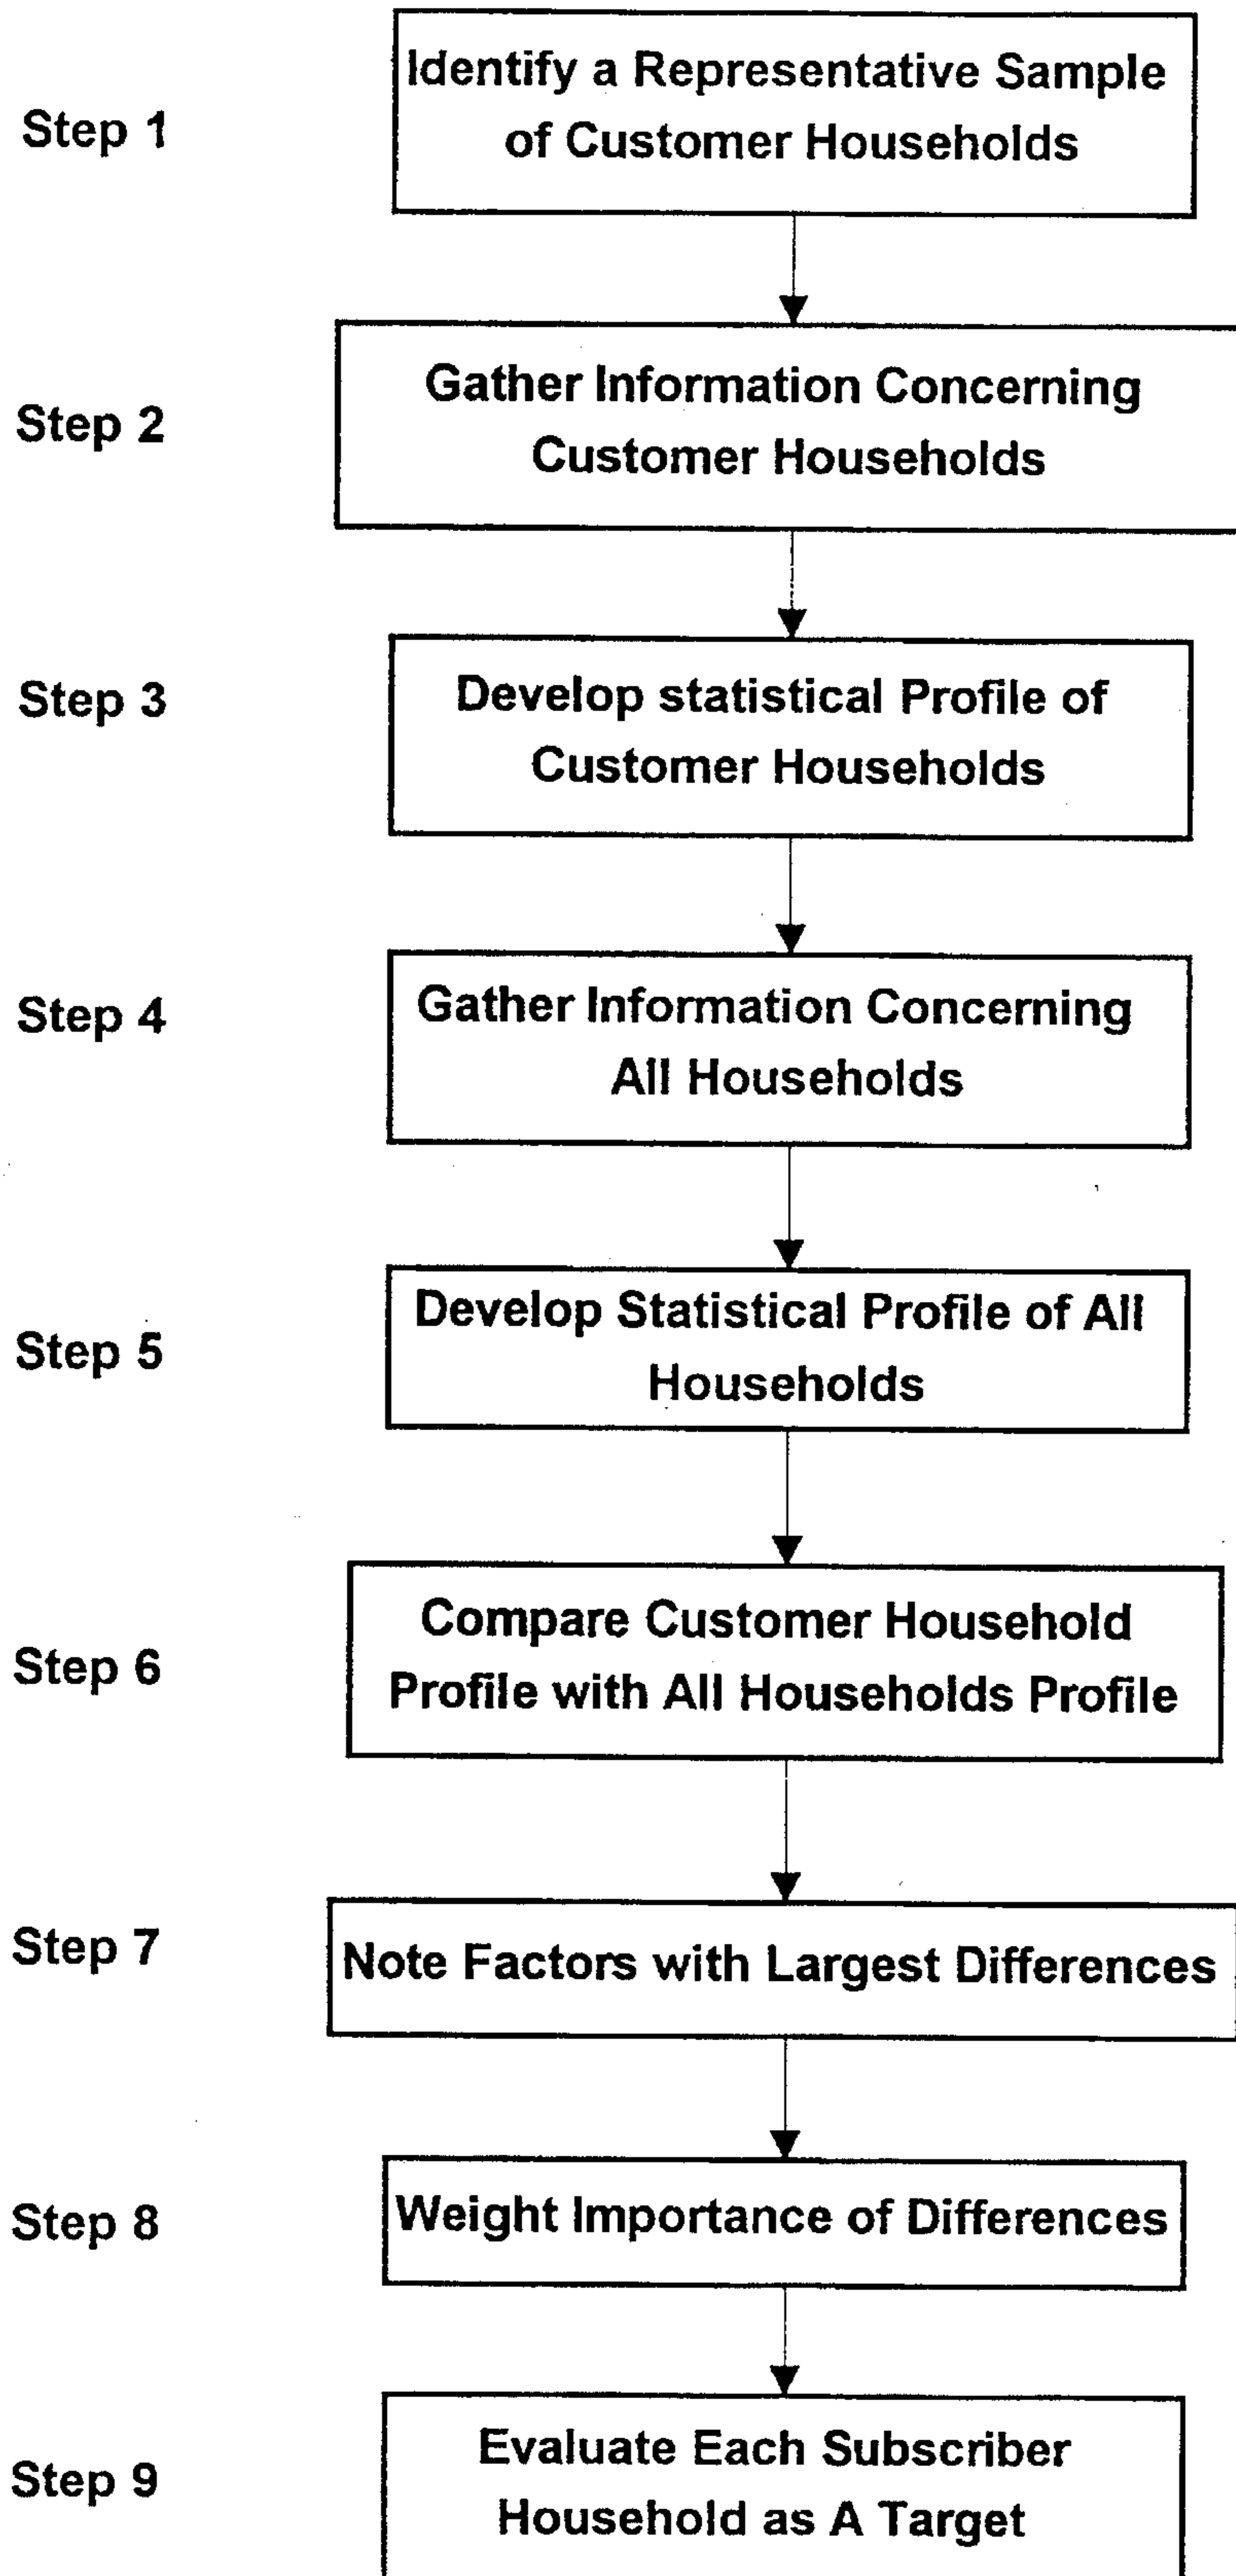 Step 1
Identify a Representative Sample
of Customer Households
Step 2
Gather Information Concerning
Customer Households
Step 3
Develop statistical Profile of
Customer Households
Step 4
Gather Information Concerning
All Households
Step 5
Develop Statistical Profile of All
Households
Step 6
Compare Customer Household
Profile with All Households Profile
Step 7
Note Factors with Largest Differences
Step 8
Weight Importance of Differences
Step 9
Evaluate Each Subscriber
Household as A Target